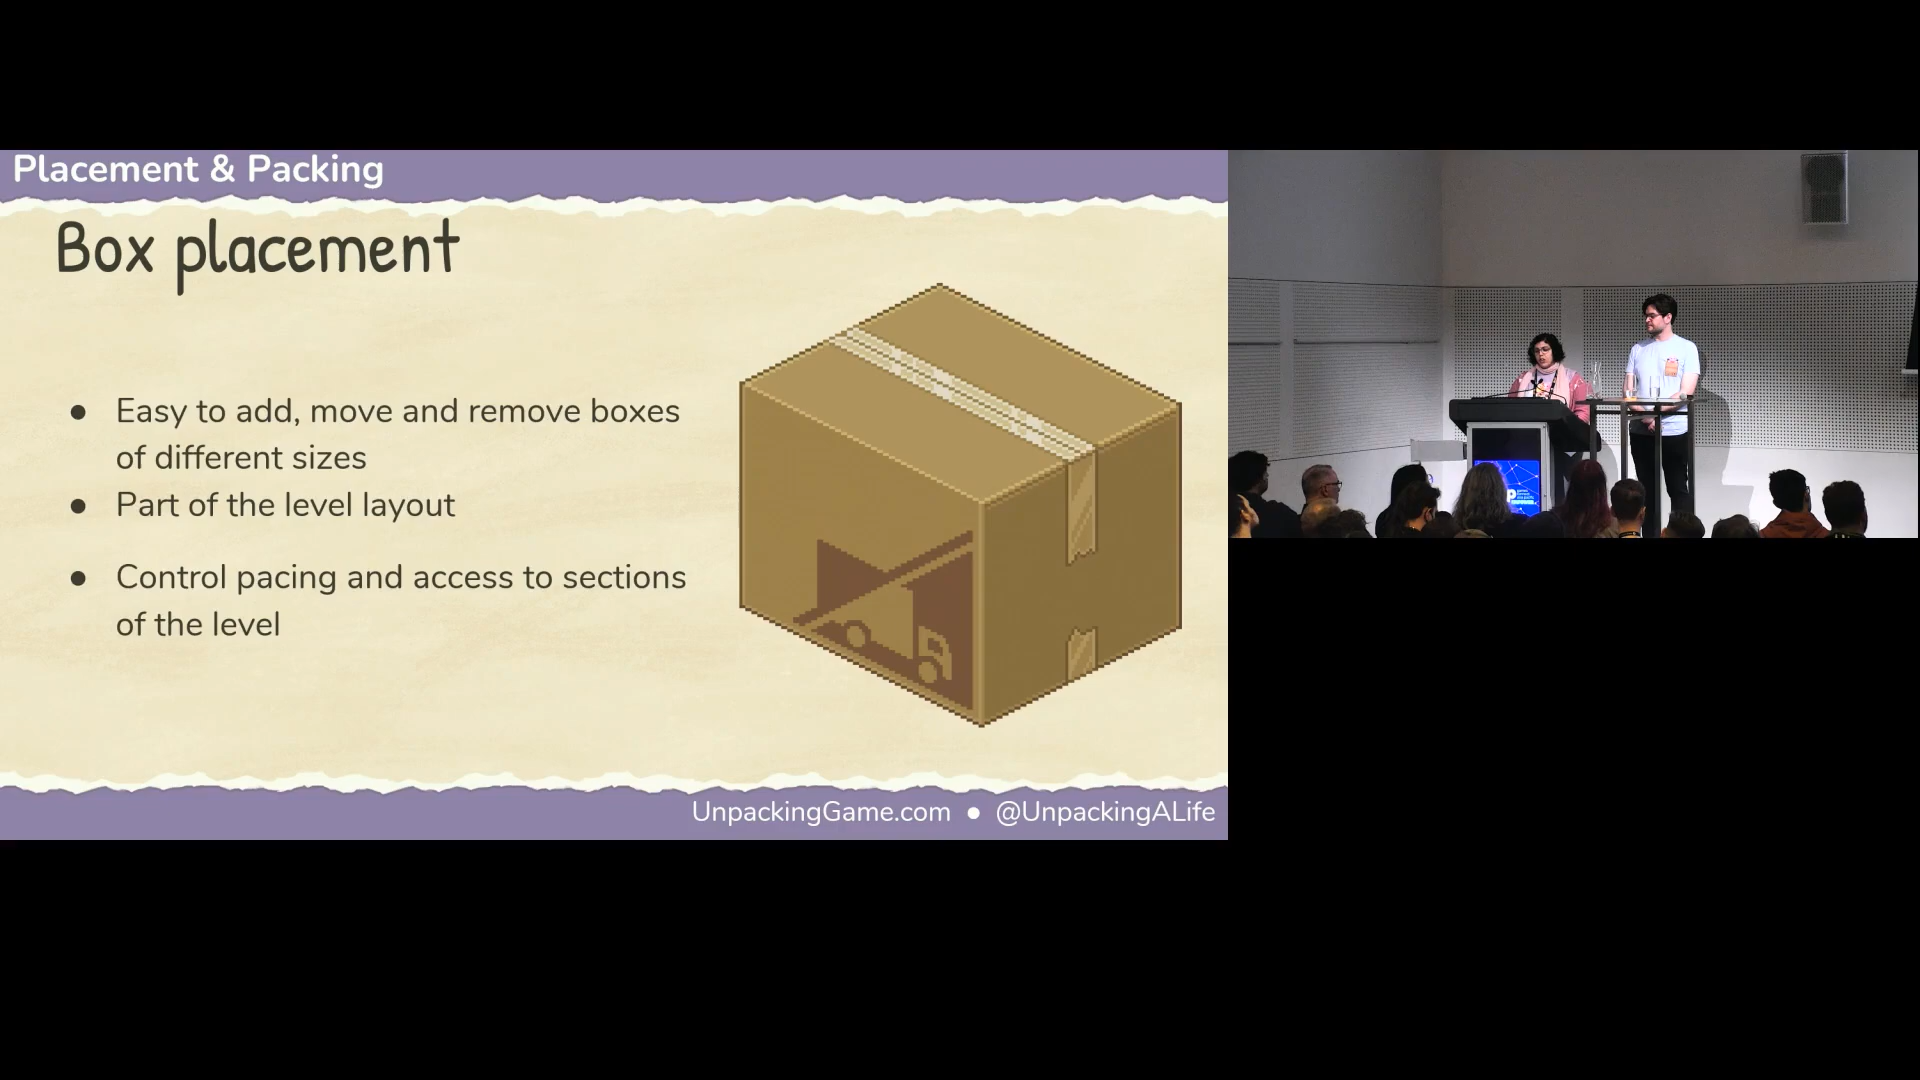 Placement & Packing
Box placement
● Easy to add, move and remove boxes
of different sizes
● Part of the level layout
● Control pacing and access to sections
of the level
UnpackingGame.com ● @UnpackingALife